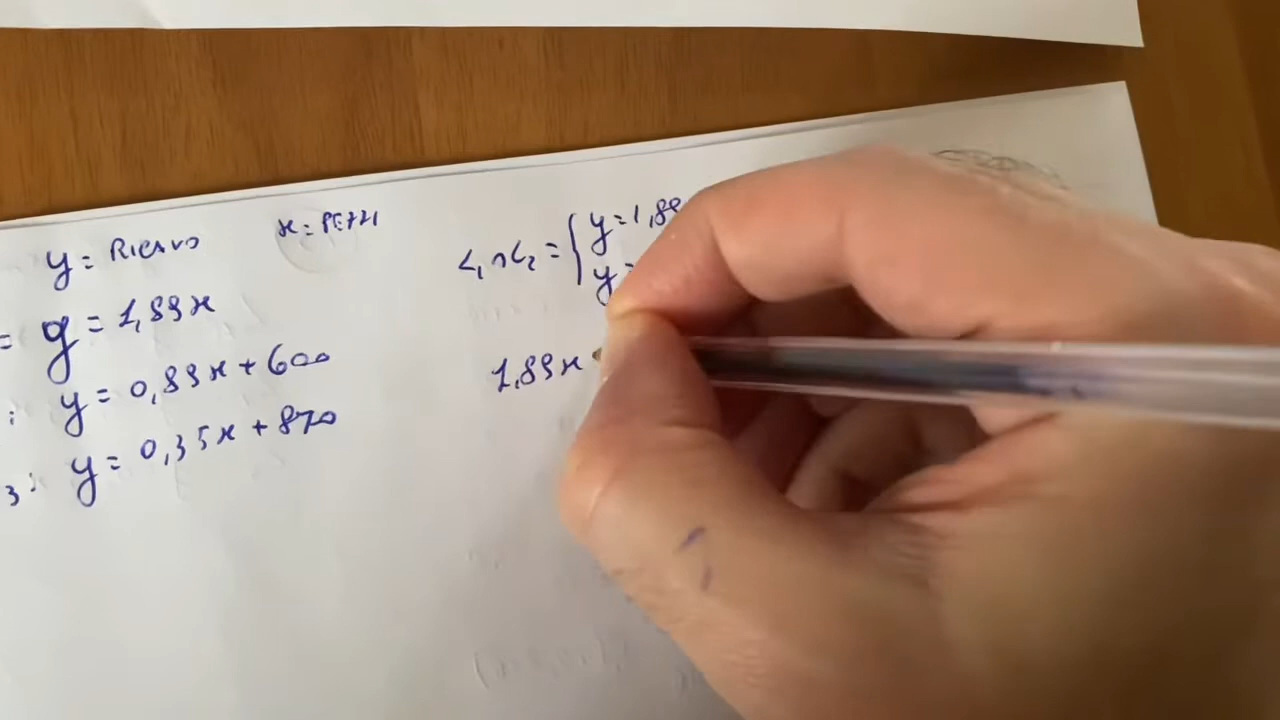 y = RICAVO
x = PEZZI
= y = 1,89x
: y = 0,89x + 600
3: y = 0,35x + 870
L₁∩L₂ = { y = 1,89
y =
1,89x